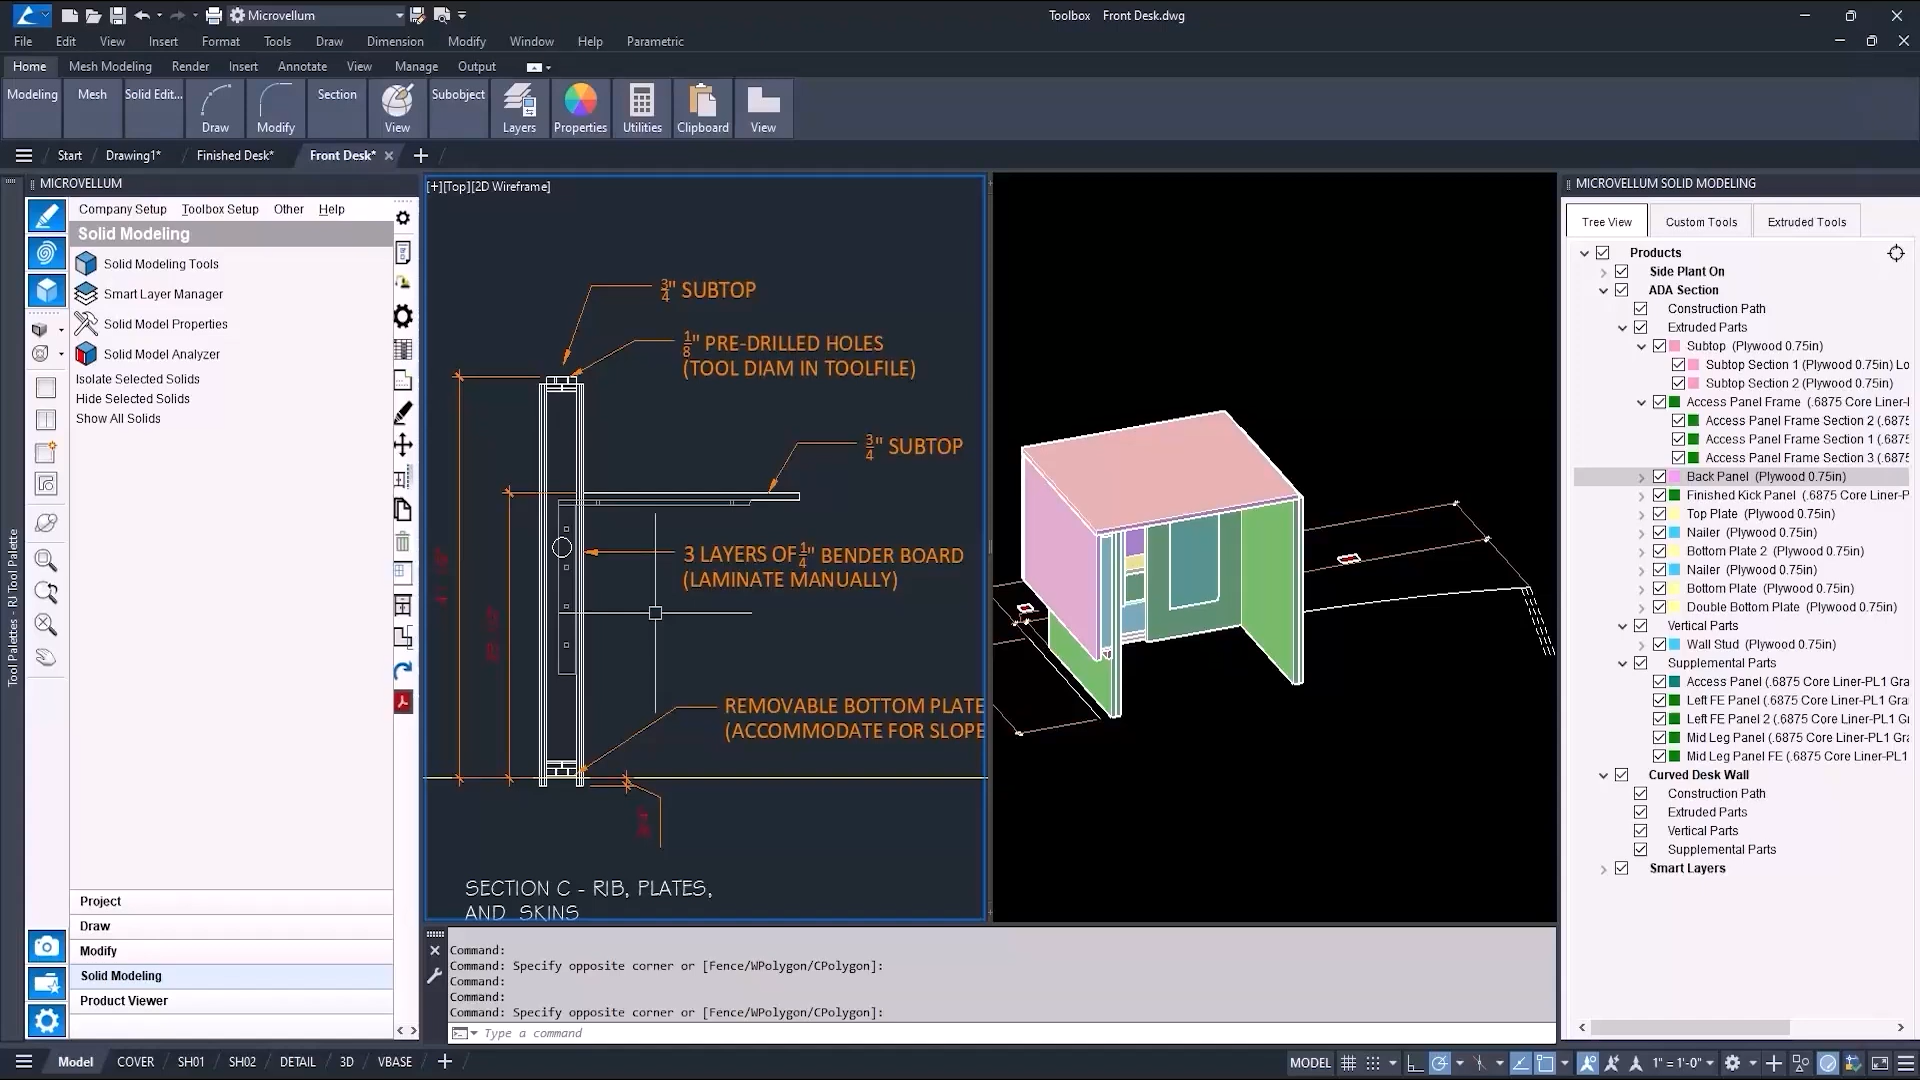 Microvellum
Toolbox Front Desk.dwg
File Edit View Insert Format Tools Draw Dimension Modify Window Help Parametric
Home Mesh Modeling Render Insert Annotate View Manage Output
Modeling Mesh Solid Edit... Draw Modify Section View Subobject Layers Properties Utilities Clipboard View
Start Drawing1* Finished Desk* Front Desk*
Tool Palettes - RJ Tool Palette
MICROVELLUM
Company Setup Toolbox Setup Other Help
Solid Modeling
Solid Modeling Tools
Smart Layer Manager
Solid Model Properties
Solid Model Analyzer
Isolate Selected Solids
Hide Selected Solids
Show All Solids
Project
Draw
Modify
Solid Modeling
Product Viewer
[+][Top][2D Wireframe]
3/4" SUBTOP
1/8" PRE-DRILLED HOLES
(TOOL DIAM IN TOOLFILE)
3/4" SUBTOP
3 LAYERS OF 1/4" BENDER BOARD
(LAMINATE MANUALLY)
REMOVABLE BOTTOM PLATE
(ACCOMMODATE FOR SLOPE
SECTION C - RIB, PLATES,
AND SKINS
Command:
Command: Specify opposite corner or [Fence/WPolygon/CPolygon]:
Command:
Command:
Command: Specify opposite corner or [Fence/WPolygon/CPolygon]:
Type a command
MICROVELLUM SOLID MODELING
Tree View Custom Tools Extruded Tools
Products
Side Plant On
ADA Section
Construction Path
Extruded Parts
Subtop (Plywood 0.75in)
Subtop Section 1 (Plywood 0.75in) Lo
Subtop Section 2 (Plywood 0.75in)
Access Panel Frame (.6875 Core Liner-
Access Panel Frame Section 2 (.6875
Access Panel Frame Section 1 (.6875
Access Panel Frame Section 3 (.6875
Back Panel (Plywood 0.75in)
Finished Kick Panel (.6875 Core Liner-P
Top Plate (Plywood 0.75in)
Nailer (Plywood 0.75in)
Bottom Plate 2 (Plywood 0.75in)
Nailer (Plywood 0.75in)
Bottom Plate (Plywood 0.75in)
Double Bottom Plate (Plywood 0.75in)
Vertical Parts
Wall Stud (Plywood 0.75in)
Supplemental Parts
Access Panel (.6875 Core Liner-PL1 Gra
Left FE Panel (.6875 Core Liner-PL1 Gra
Left FE Panel 2 (.6875 Core Liner-PL1 Gr
Mid Leg Panel (.6875 Core Liner-PL1 Gra
Mid Leg Panel FE (.6875 Core Liner-PL1
Curved Desk Wall
Construction Path
Extruded Parts
Vertical Parts
Supplemental Parts
Smart Layers
Model COVER SH01 SH02 DETAIL 3D VBASE
MODEL 1" = 1'-0"